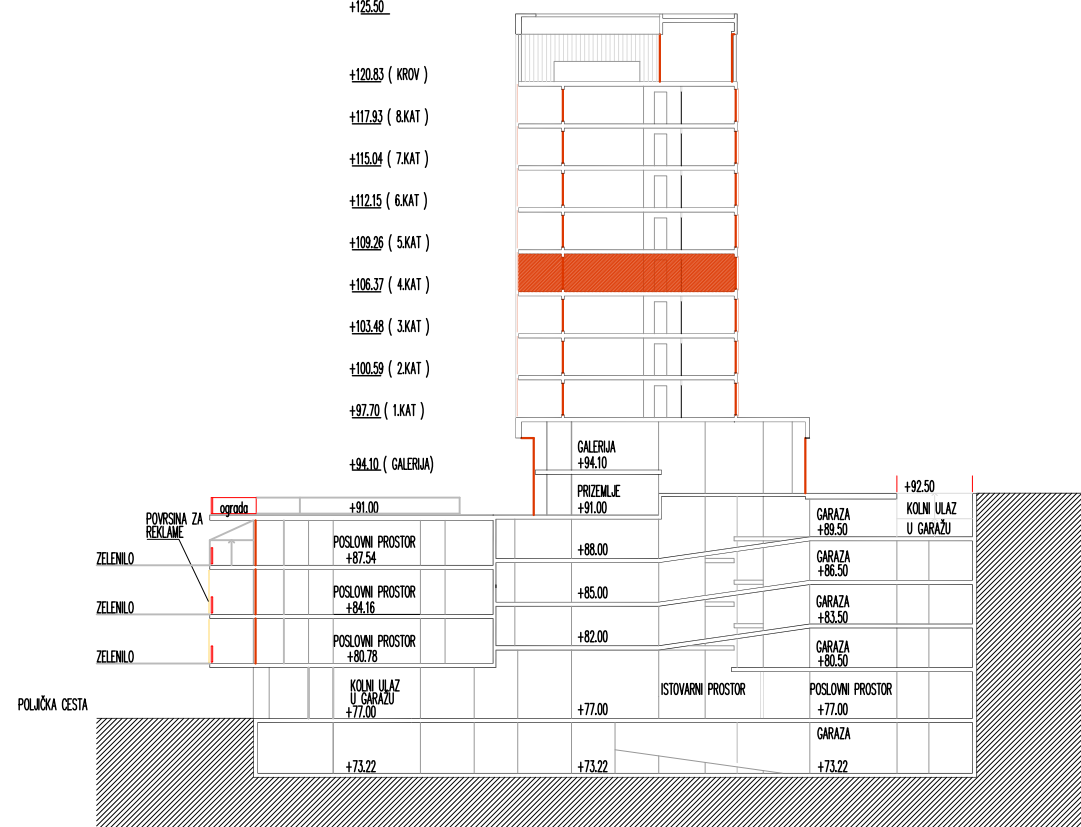 +125.50
+120.83 ( KROV )
+117.93 ( 8.KAT )
+115.04 ( 7.KAT )
+112.15 ( 6.KAT )
+109.26 ( 5.KAT )
+106.37 ( 4.KAT )
+103.48 ( 3.KAT )
+100.59 ( 2.KAT )
+97.70 ( 1.KAT )
+94.10 ( GALERIJA)
GALERIJA
+94.10
PRIZEMLJE
+91.00
ograda
+91.00
+92.50
KOLNI ULAZ
U GARAŽU
POVRSINA ZA
REKLAME
ZELENILO
ZELENILO
ZELENILO
POLJIČKA CESTA
POSLOVNI PROSTOR
+87.54
POSLOVNI PROSTOR
+84.16
POSLOVNI PROSTOR
+80.78
KOLNI ULAZ
U GARAŽU
+77.00
+73.22
+88.00
+85.00
+82.00
+77.00
+73.22
ISTOVARNI PROSTOR
GARAZA
+89.50
GARAZA
+86.50
GARAZA
+83.50
GARAZA
+80.50
POSLOVNI PROSTOR
+77.00
GARAZA
+73.22